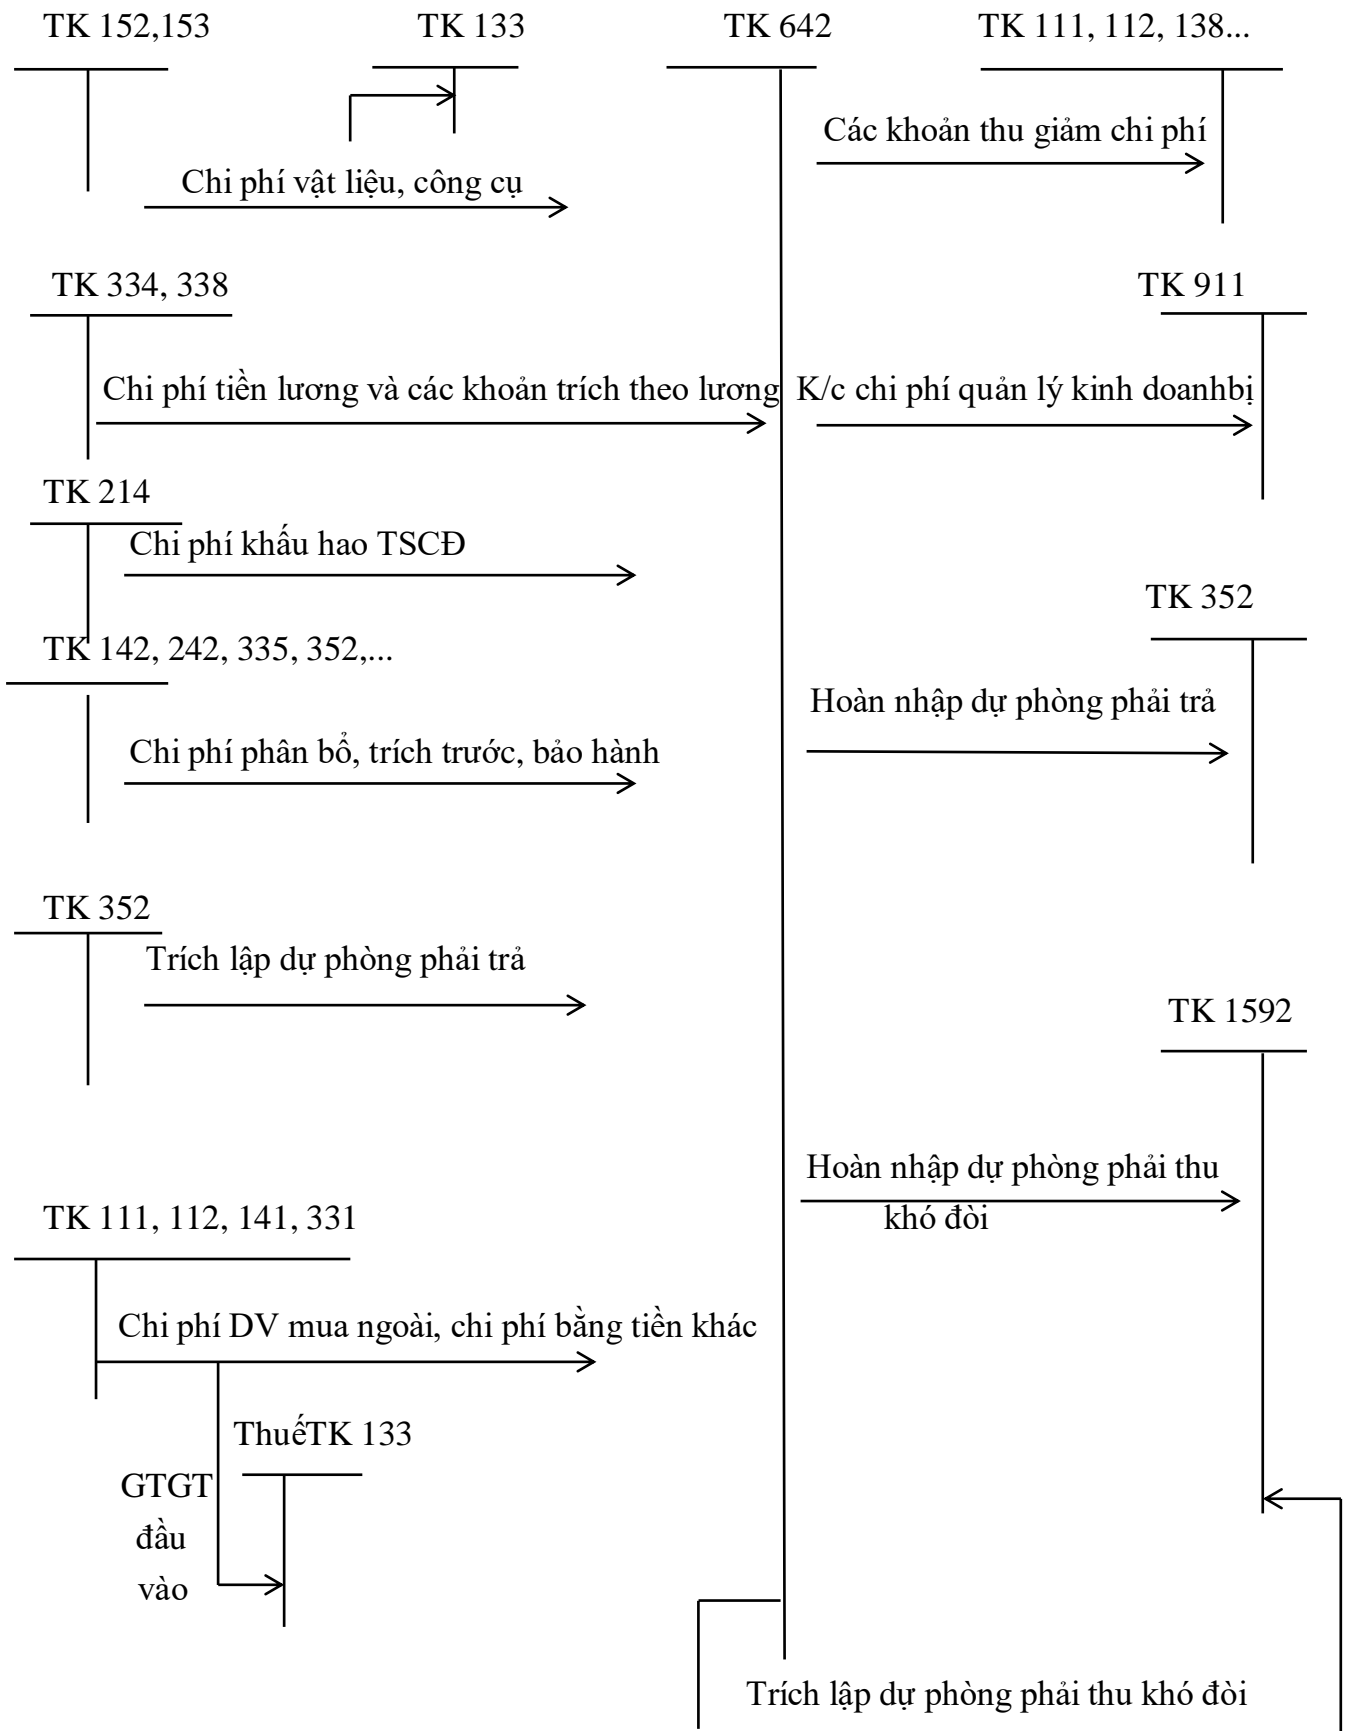 TK 152,153
TK 133
TK 642
TK 111, 112, 138...
Các khoản thu giảm chi phí
Chi phí vật liệu, công cụ
TK 334, 338
TK 911
Chi phí tiền lương và các khoản trích theo lương
K/c chi phí quản lý kinh doanhbị
TK 214
Chi phí khấu hao TSCĐ
TK 352
TK 142, 242, 335, 352,...
Hoàn nhập dự phòng phải trả
Chi phí phân bổ, trích trước, bảo hành
TK 352
Trích lập dự phòng phải trả
TK 1592
Hoàn nhập dự phòng phải thu
khó đòi
TK 111, 112, 141, 331
Chi phí DV mua ngoài, chi phí bằng tiền khác
ThuếTK 133
GTGT
đầu
vào
Trích lập dự phòng phải thu khó đòi